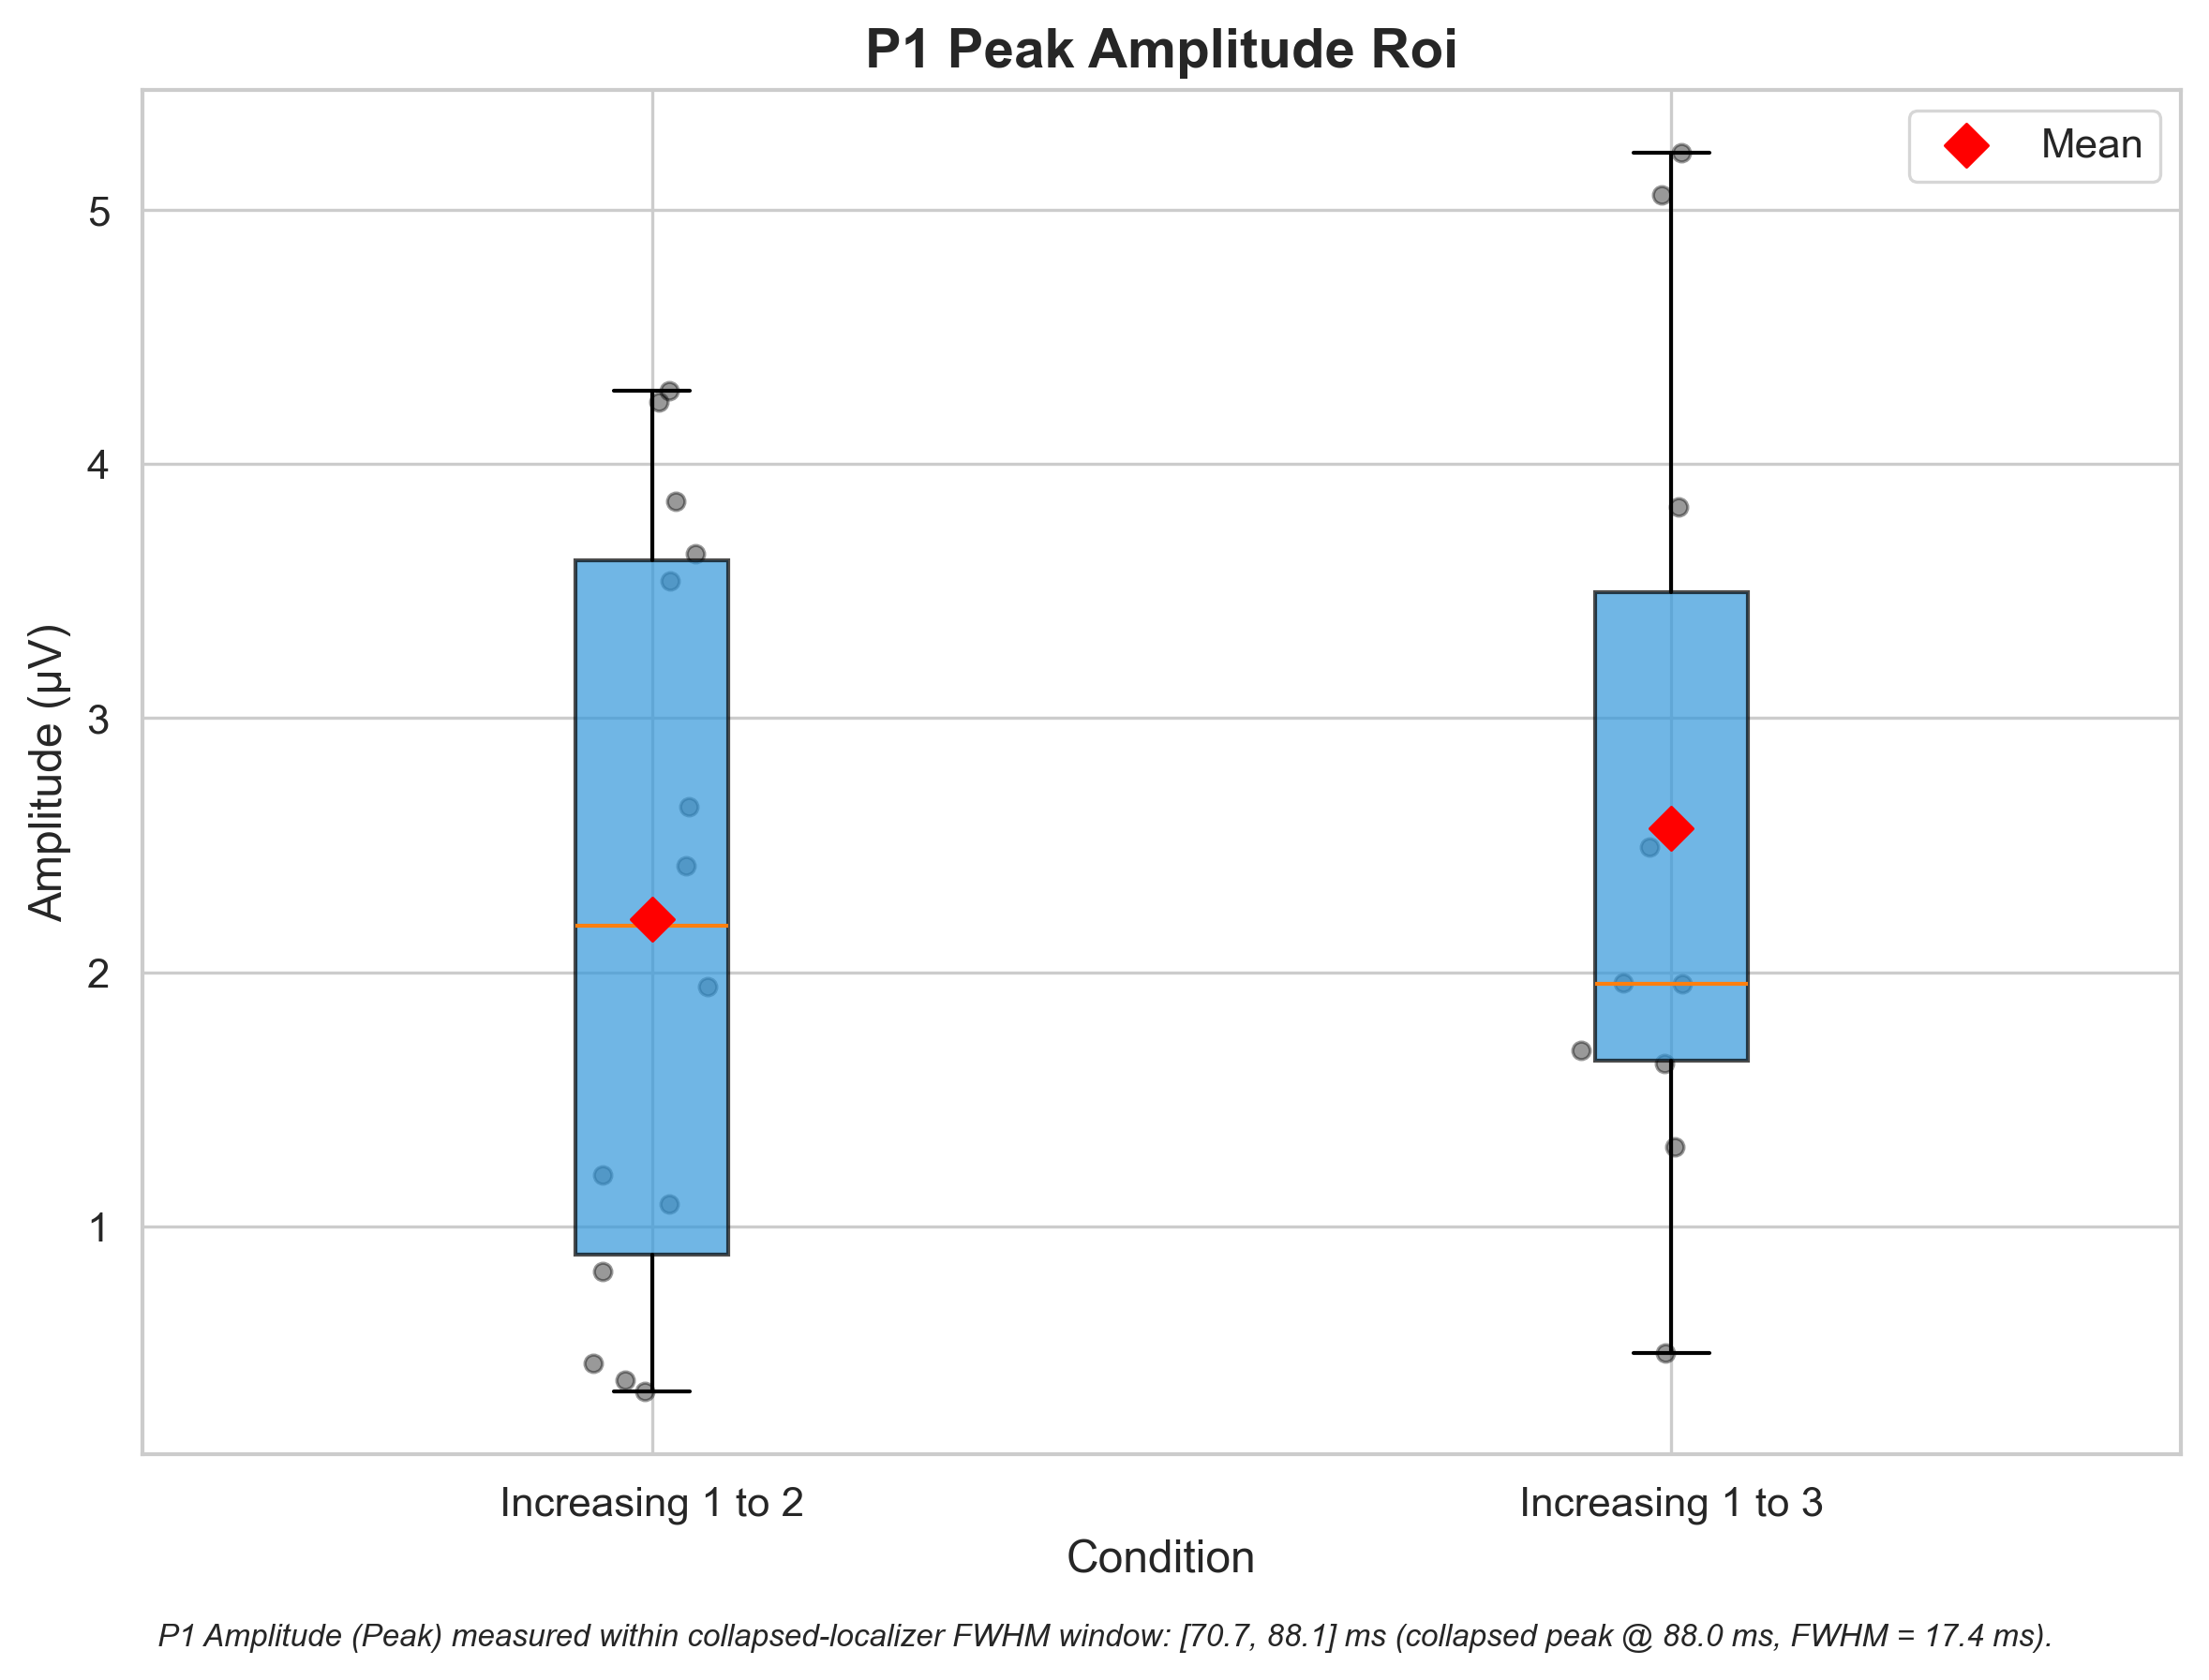 P1 Peak Amplitude Roi
Mean
Amplitude (µV)
5
4
3
2
1
Increasing 1 to 2
Increasing 1 to 3
Condition
P1 Amplitude (Peak) measured within collapsed-localizer FWHM window: [70.7, 88.1] ms (collapsed peak @ 88.0 ms, FWHM = 17.4 ms).